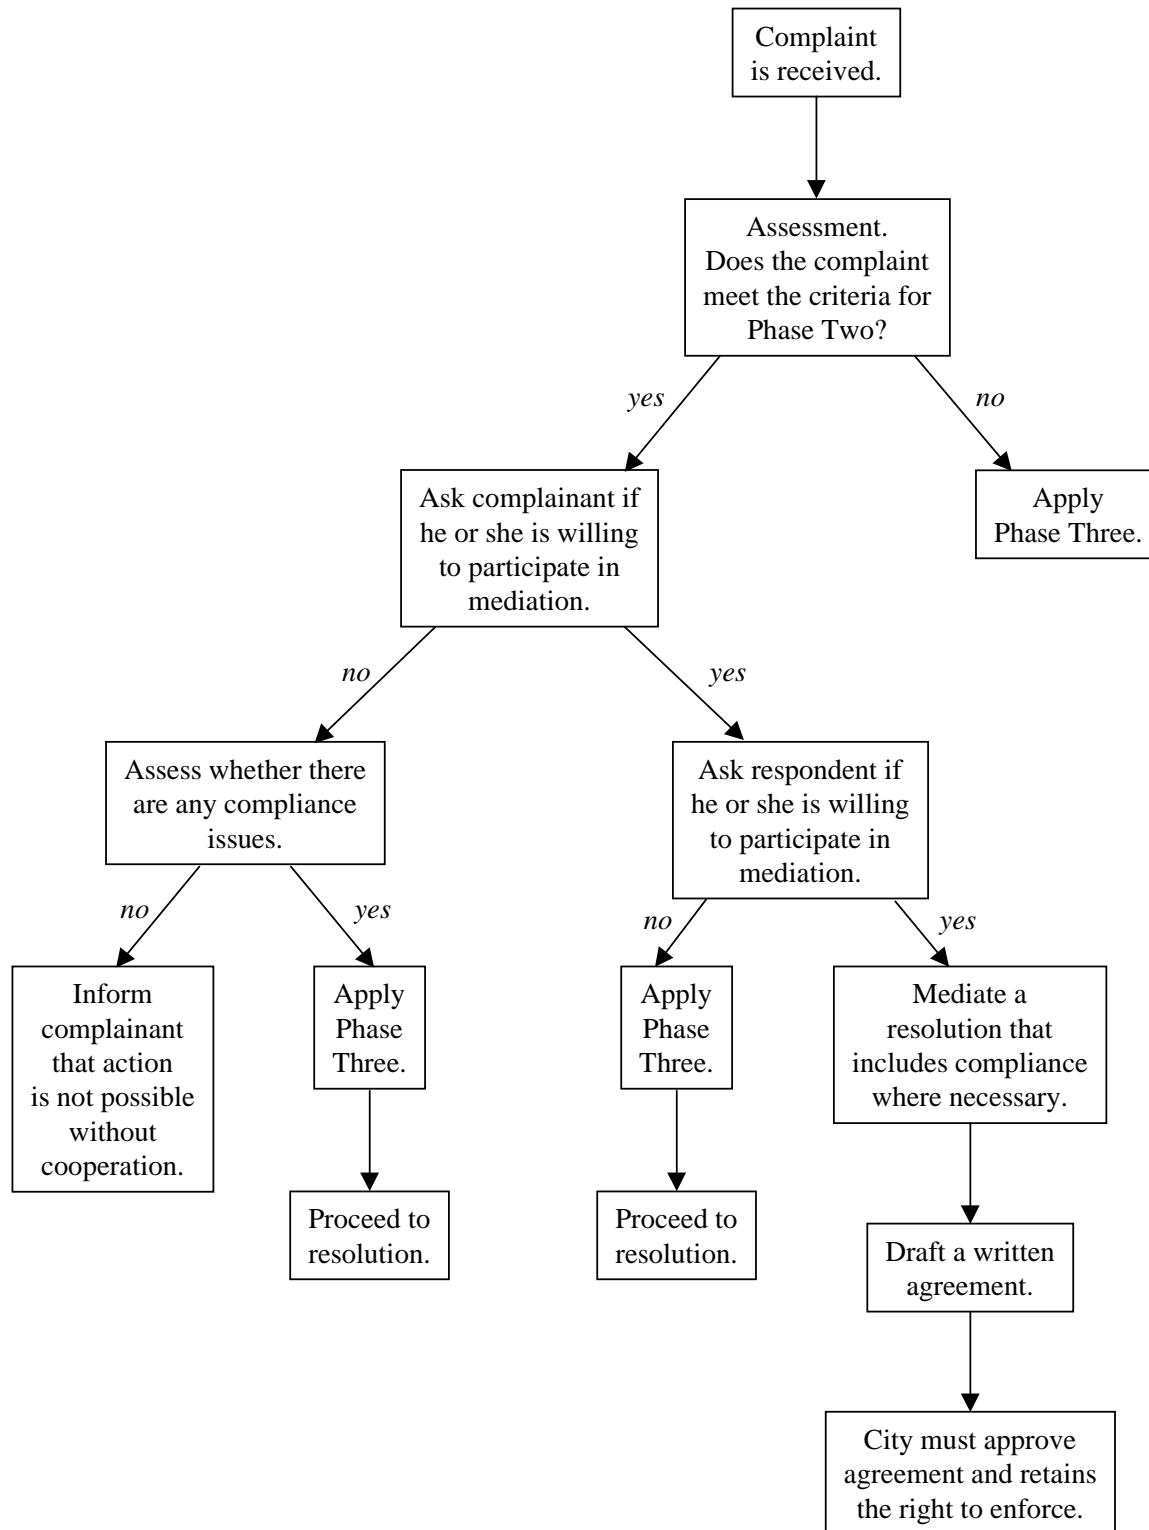 Complaint
is received.
Assessment.
Does the complaint
meet the criteria for
Phase Two?
yes
no
Ask complainant if
he or she is willing
to participate in
mediation.
Apply
Phase Three.
no
yes
Assess whether there
are any compliance
issues.
Ask respondent if
he or she is willing
to participate in
mediation.
no
yes
no
yes
Inform
complainant
that action
is not possible
without
cooperation.
Apply
Phase
Three.
Apply
Phase
Three.
Mediate a
resolution that
includes compliance
where necessary.
Proceed to
resolution.
Proceed to
resolution.
Draft a written
agreement.
City must approve
agreement and retains
the right to enforce.